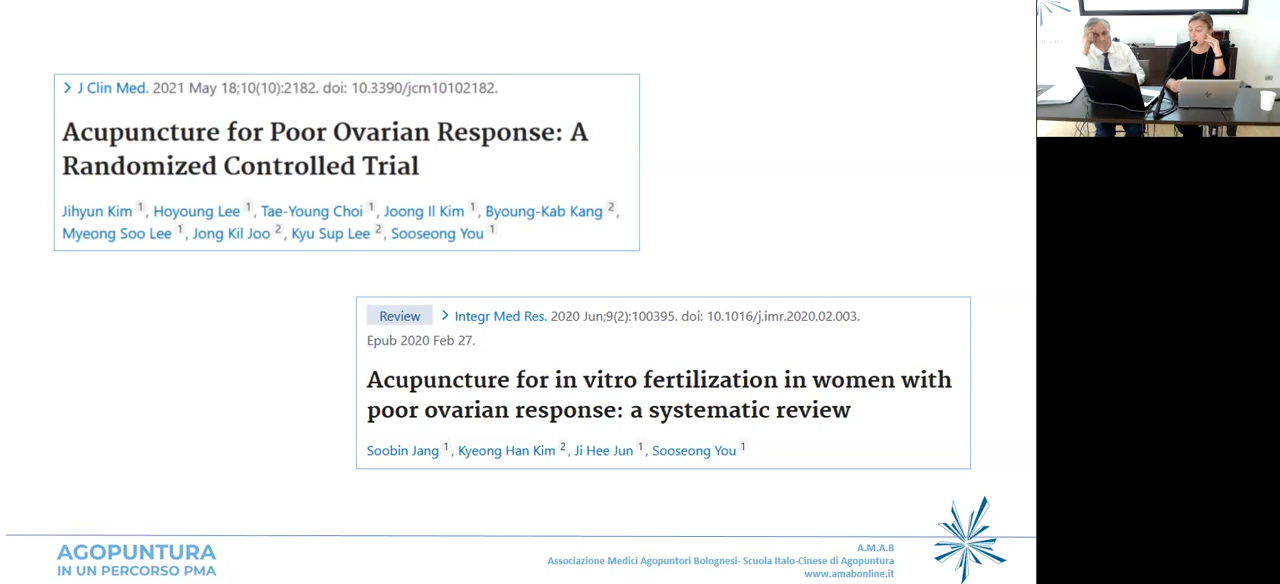 > J Clin Med. 2021 May 18;10(10):2182. doi: 10.3390/jcm10102182.
Acupuncture for Poor Ovarian Response: A
Randomized Controlled Trial
Jihyun Kim 1, Hoyoung Lee 1, Tae-Young Choi 1, Joong Il Kim 1, Byoung-Kab Kang 2,
Myeong Soo Lee 1, Jong Kil Joo 2, Kyu Sup Lee 2, Sooseong You 1
Review > Integr Med Res. 2020 Jun;9(2):100395. doi: 10.1016/j.imr.2020.02.003.
Epub 2020 Feb 27.
Acupuncture for in vitro fertilization in women with
poor ovarian response: a systematic review
Soobin Jang 1, Kyeong Han Kim 2, Ji Hee Jun 1, Sooseong You 1
AGOPUNTURA
IN UN PERCORSO PMA
A.M.A.B
Associazione Medici Agopuntori Bolognesi- Scuola Italo-Cinese di Agopuntura
www.amabonline.it